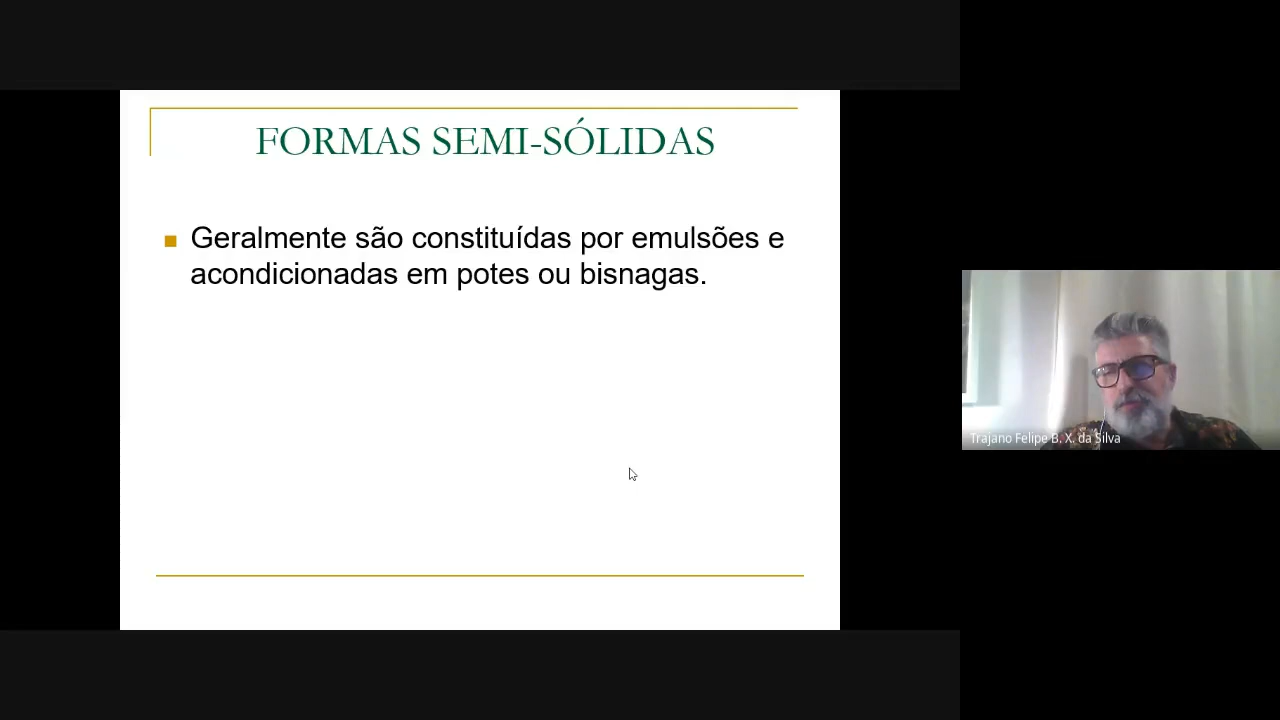 FORMAS SEMI-SÓLIDAS
Geralmente são constituídas por emulsões e
acondicionadas em potes ou bisnagas.
Trajano Felipe B. X. da Silva